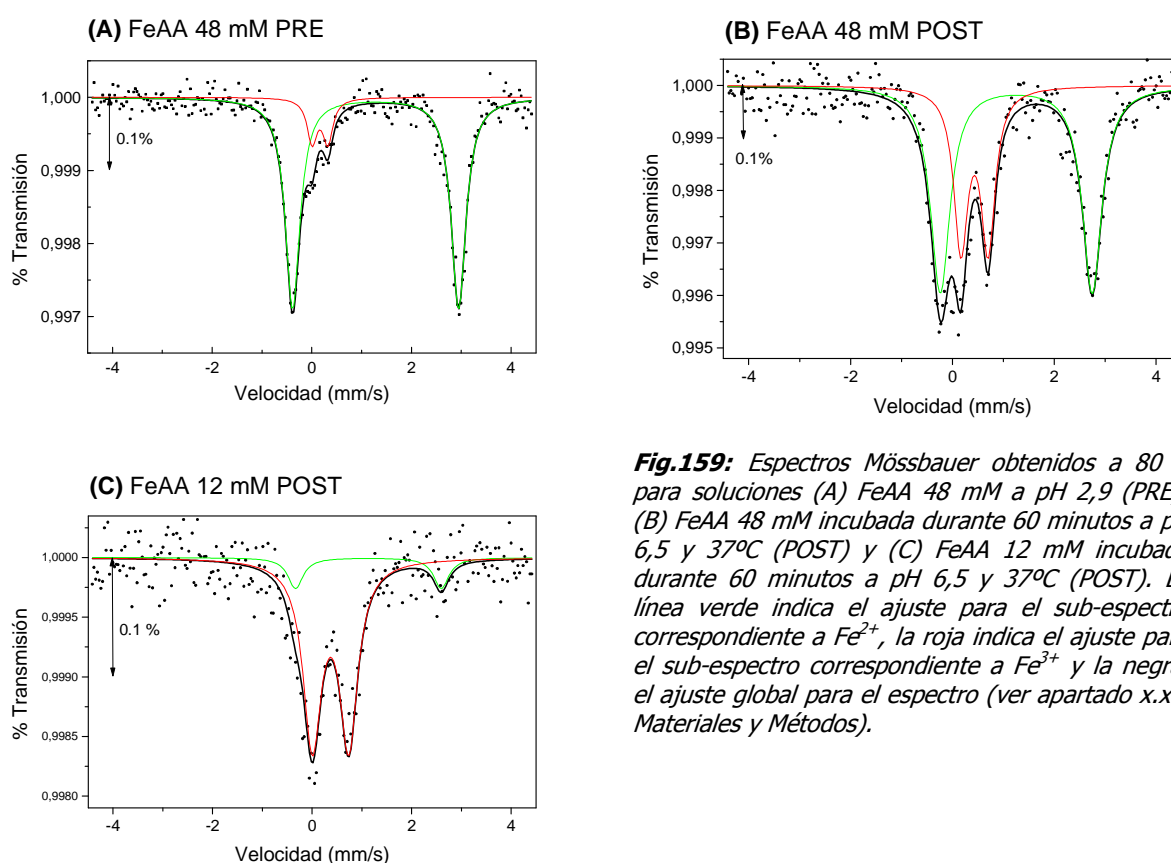 (A) FeAA 48 mM PRE
1,000
0,999
0,998
0,997
0.1%
% Transmisión
-4 -2 0 2 4
Velocidad (mm/s)
(B) FeAA 48 mM POST
1,000
0,999
0,998
0,997
0,996
0,995
0.1%
% Transmisión
-4 -2 0 2 4
Velocidad (mm/s)
(C) FeAA 12 mM POST
1,0000
0,9995
0,9990
0,9985
0,9980
0.1 %
% Transmisión
-4 -2 0 2 4
Velocidad (mm/s)
Fig.159: Espectros Mössbauer obtenidos a 80
para soluciones (A) FeAA 48 mM a pH 2,9 (PRE
(B) FeAA 48 mM incubada durante 60 minutos a
6,5 y 37ºC (POST) y (C) FeAA 12 mM
durante 60 minutos a pH 6,5 y 37ºC (POST).
línea verde indica el ajuste para el
correspondiente a Fe2+, la roja indica el ajuste
el sub-espectro correspondiente a Fe3+ y la
el ajuste global para el espectro (ver apartado
Materiales y Métodos).